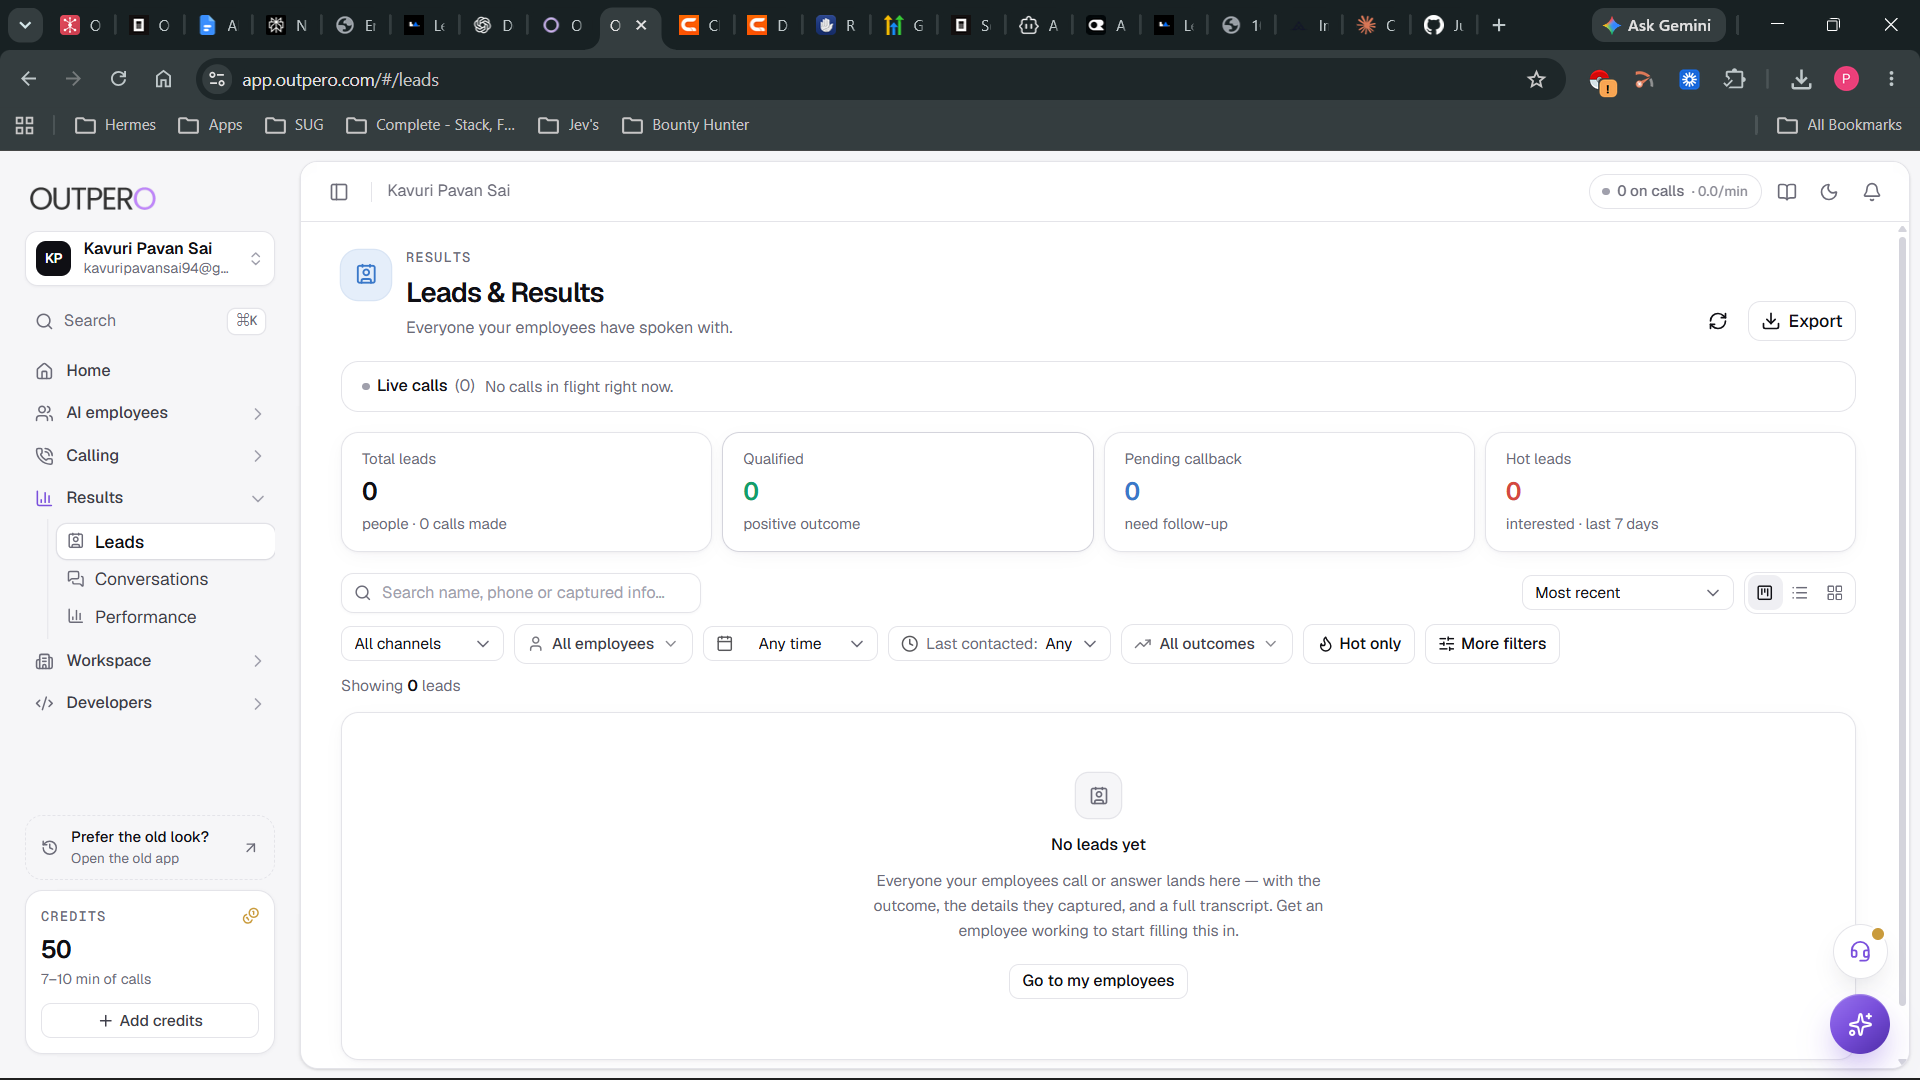 O
O
A
N
Er
Le
D
O
O
C
D
R
G
S
A
A
Le
1
In
C
Ju
Ask Gemini
app.outpero.com/#/leads
P
Hermes
Apps
SUG
Complete - Stack, F...
Jev's
Bounty Hunter
All Bookmarks
OUTPERO
KP
Kavuri Pavan Sai
kavuripavansai94@g...
Search
⌘K
Home
AI employees
Calling
Results
Leads
Conversations
Performance
Workspace
Developers
Prefer the old look?
Open the old app
CREDITS
50
7–10 min of calls
+ Add credits
Kavuri Pavan Sai
0 on calls · 0.0/min
RESULTS
Leads & Results
Everyone your employees have spoken with.
Export
Live calls (0) No calls in flight right now.
Total leads
0
people · 0 calls made
Qualified
0
positive outcome
Pending callback
0
need follow-up
Hot leads
0
interested · last 7 days
Search name, phone or captured info...
Most recent
All channels
All employees
Any time
Last contacted: Any
All outcomes
Hot only
More filters
Showing 0 leads
No leads yet
Everyone your employees call or answer lands here — with the
outcome, the details they captured, and a full transcript. Get an
employee working to start filling this in.
Go to my employees